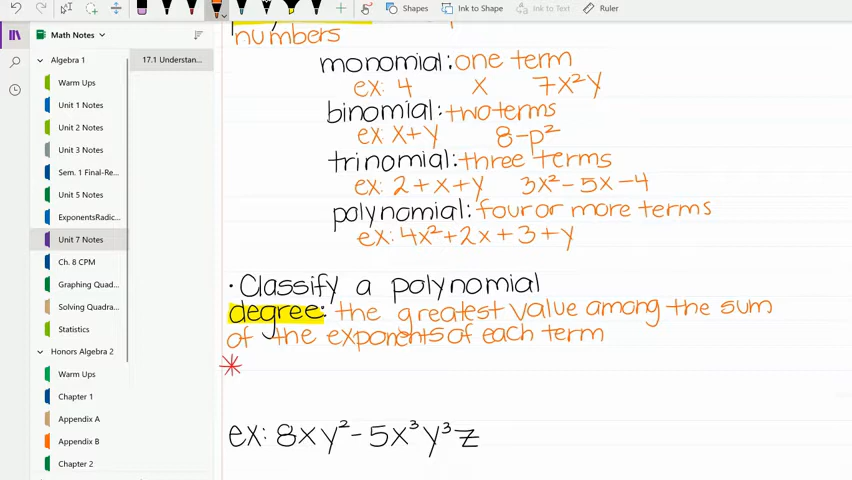 Shapes
Ink to Shape
Ink to Text
Ruler
Math Notes
Algebra 1
Warm Ups
Unit 1 Notes
Unit 2 Notes
Unit 3 Notes
Sem. 1 Final-Re...
Unit 5 Notes
ExponentsRadic...
Unit 7 Notes
Ch. 8 CPM
Graphing Quadra...
Solving Quadra...
Statistics
Honors Algebra 2
Warm Ups
Chapter 1
Appendix A
Appendix B
Chapter 2
17.1 Understan...
numbers
monomial: one term
ex: 4 x 7x²y
binomial: two terms
ex: x+y 8-p²
trinomial: three terms
ex: 2+x+y 3x²-5x-4
polynomial: four or more terms
ex: 4x²+2x+3+y
· Classify a polynomial
degree: the greatest value among the sum
of the exponents of each term
*
ex: 8xy²-5x³y³z